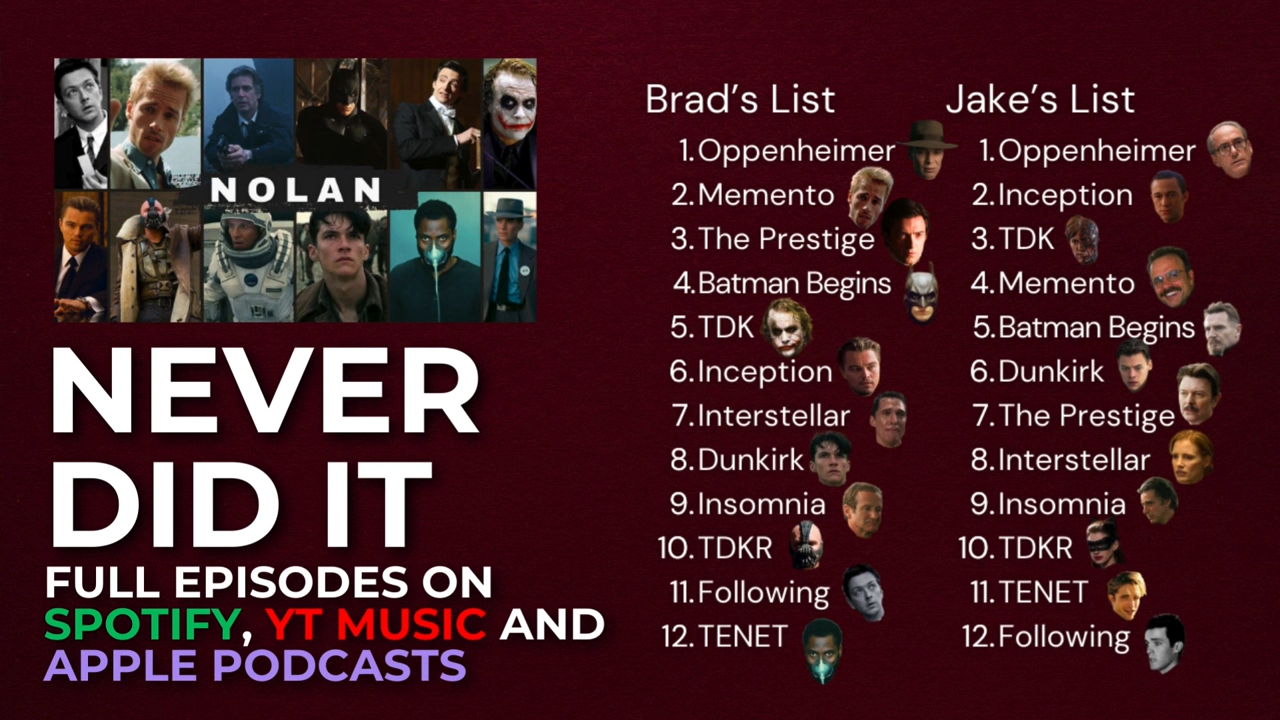 NOLAN
NEVER
DID IT
FULL EPISODES ON
SPOTIFY, YT MUSIC AND
APPLE PODCASTS
Brad's List
1. Oppenheimer
2. Memento
3. The Prestige
4. Batman Begins
5. TDK
6. Inception
7. Interstellar
8. Dunkirk
9. Insomnia
10. TDKR
11. Following
12. TENET
Jake's List
1. Oppenheimer
2. Inception
3. TDK
4. Memento
5. Batman Begins
6. Dunkirk
7. The Prestige
8. Interstellar
9. Insomnia
10. TDKR
11. TENET
12. Following